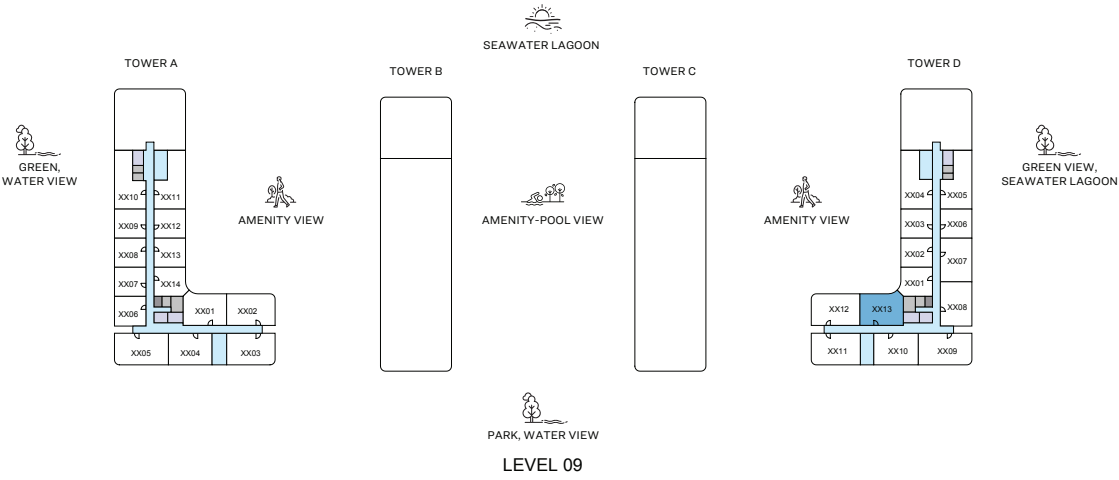 SEAWATER LAGOON
TOWER A
TOWER B
TOWER C
TOWER D
GREEN,
WATER VIEW
AMENITY VIEW
AMENITY-POOL VIEW
AMENITY VIEW
GREEN VIEW,
SEAWATER LAGOON
XX10 XX11
XX09 XX12
XX08 XX13
XX07 XX14
XX06 XX01 XX02
XX05 XX04 XX03
XX04 XX05
XX03 XX06
XX02 XX07
XX01
XX12 XX13 XX08
XX11 XX10 XX09
PARK, WATER VIEW
LEVEL 09